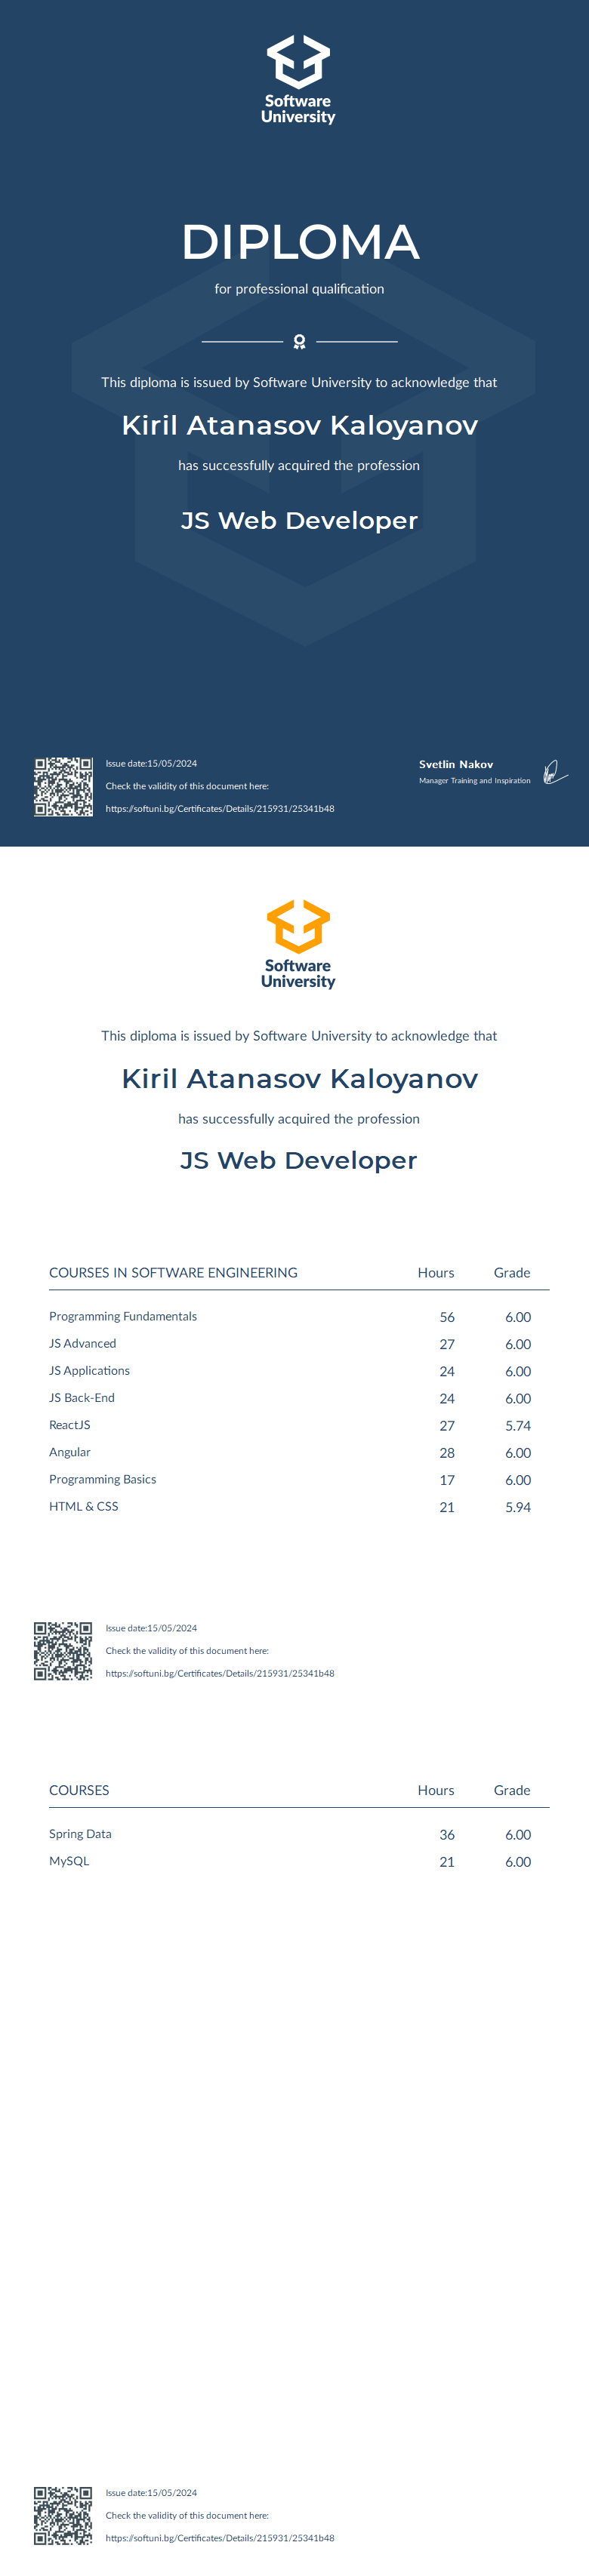 Software
University
DIPLOMA
for professional qualification
This diploma is issued by Software University to acknowledge that
Kiril Atanasov Kaloyanov
has successfully acquired the profession
JS Web Developer
Issue date:15/05/2024
Check the validity of this document here:
https://softuni.bg/Certificates/Details/215931/25341b48
Svetlin Nakov
Manager Training and Inspiration
Software
University
This diploma is issued by Software University to acknowledge that
Kiril Atanasov Kaloyanov
has successfully acquired the profession
JS Web Developer
COURSES IN SOFTWARE ENGINEERING Hours Grade
Programming Fundamentals 56 6.00
JS Advanced 27 6.00
JS Applications 24 6.00
JS Back-End 24 6.00
ReactJS 27 5.74
Angular 28 6.00
Programming Basics 17 6.00
HTML & CSS 21 5.94
Issue date:15/05/2024
Check the validity of this document here:
https://softuni.bg/Certificates/Details/215931/25341b48
COURSES Hours Grade
Spring Data 36 6.00
MySQL 21 6.00
Issue date:15/05/2024
Check the validity of this document here:
https://softuni.bg/Certificates/Details/215931/25341b48